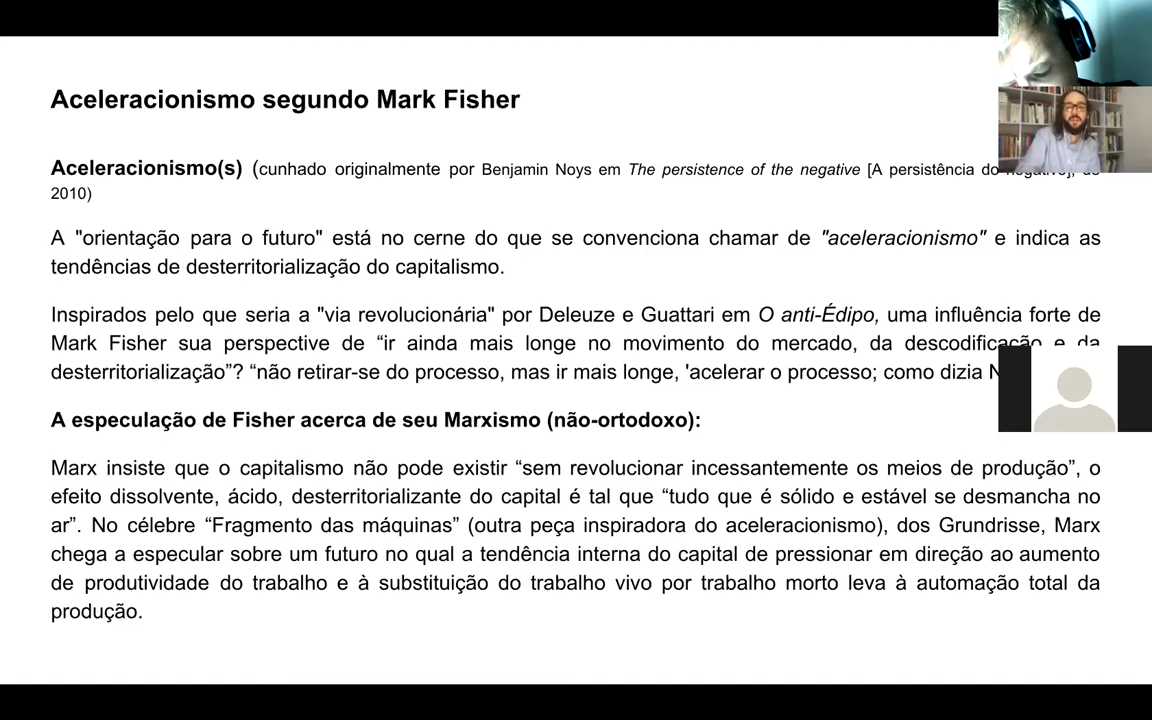 Aceleracionismo segundo Mark Fisher
Aceleracionismo(s) (cunhado originalmente por Benjamin Noys em The persistence of the negative [A persistência do
2010)
A "orientação para o futuro" está no cerne do que se convenciona chamar de "aceleracionismo" e indica as
tendências de desterritorialização do capitalismo.
Inspirados pelo que seria a "via revolucionária" por Deleuze e Guattari em O anti-Édipo, uma influência forte de
Mark Fisher sua perspective de “ir ainda mais longe no movimento do mercado, da descodificação e da
desterritorialização”? “não retirar-se do processo, mas ir mais longe, 'acelerar o processo; como dizia
A especulação de Fisher acerca de seu Marxismo (não-ortodoxo):
Marx insiste que o capitalismo não pode existir “sem revolucionar incessantemente os meios de produção”, o
efeito dissolvente, ácido, desterritorializante do capital é tal que “tudo que é sólido e estável se desmancha no
ar”. No célebre “Fragmento das máquinas” (outra peça inspiradora do aceleracionismo), dos Grundrisse, Marx
chega a especular sobre um futuro no qual a tendência interna do capital de pressionar em direção ao aumento
de produtividade do trabalho e à substituição do trabalho vivo por trabalho morto leva à automação total da
produção.